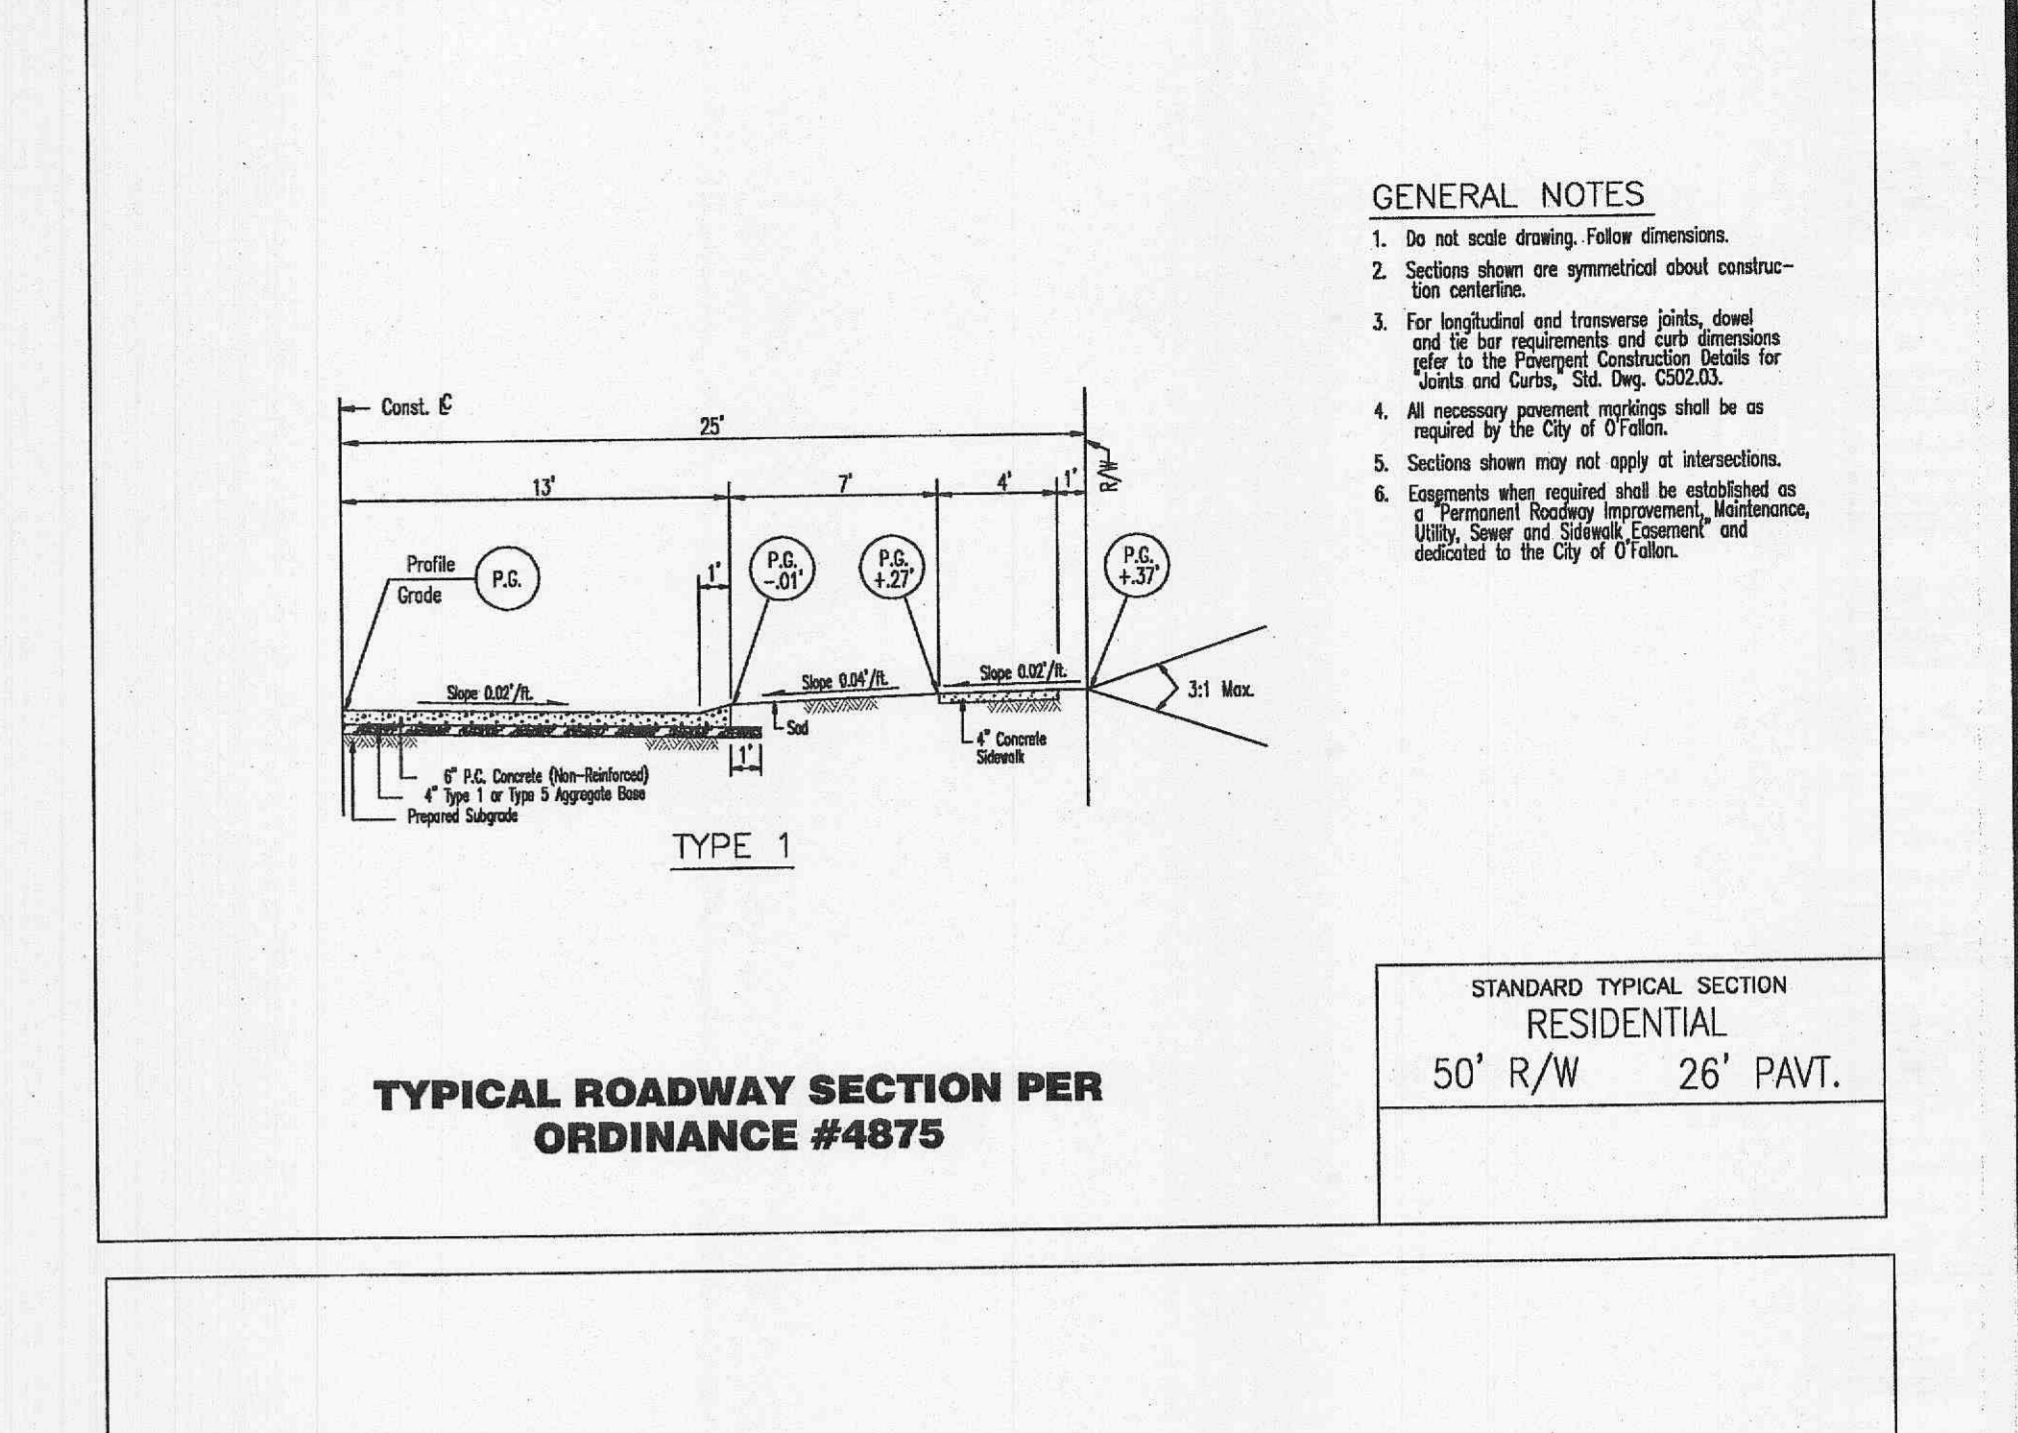 GENERAL NOTES
1. Do not scale drawing. Follow dimensions.
2. Sections shown are symmetrical about construc-
tion centerline.
3. For longitudinal and transverse joints, dowel
and tie bar requirements and curb dimensions
refer to the Pavement Construction Details for
"Joints and Curbs," Std. Dwg. C502.03.
4. All necessary pavement markings shall be as
required by the City of O'Fallon.
5. Sections shown may not apply at intersections.
6. Easements when required shall be established as
a "Permanent Roadway Improvement, Maintenance,
Utility, Sewer and Sidewalk Easement" and
dedicated to the City of O'Fallon.
Const. ℄
25'
R/W
13'
7'
4'
1'
Profile
Grade
P.G.
1'
P.G.
-.01'
P.G.
+.27'
P.G.
+.37'
Slope 0.02'/ft.
Slope 0.04'/ft.
Slope 0.02'/ft.
3:1 Max.
Sod
4" Concrete
Sidewalk
1'
6" P.C. Concrete (Non-Reinforced)
4" Type 1 or Type 5 Aggregate Base
Prepared Subgrade
TYPE 1
TYPICAL ROADWAY SECTION PER
ORDINANCE #4875
STANDARD TYPICAL SECTION
RESIDENTIAL
50' R/W 26' PAVT.